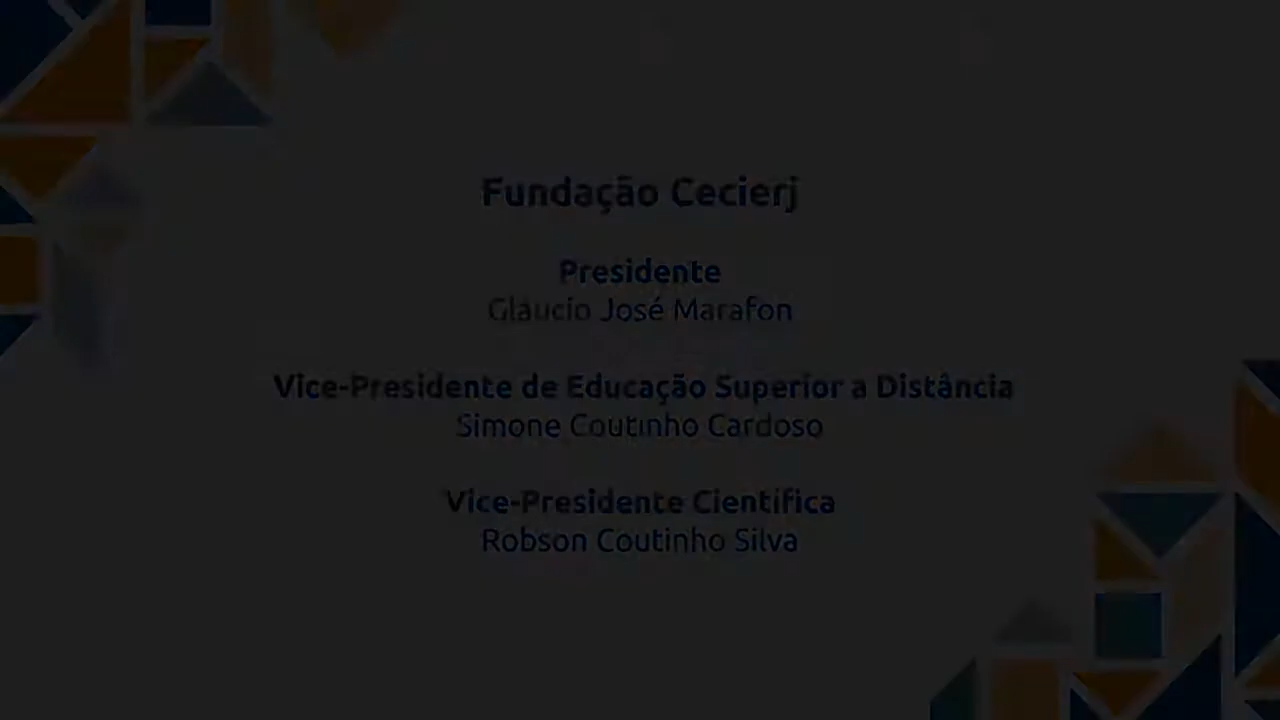 Fundação Cecierj
Presidente
Gláucio José Marafon
Vice-Presidente de Educação Superior a Distância
Simone Coutinho Cardoso
Vice-Presidente Científica
Robson Coutinho Silva